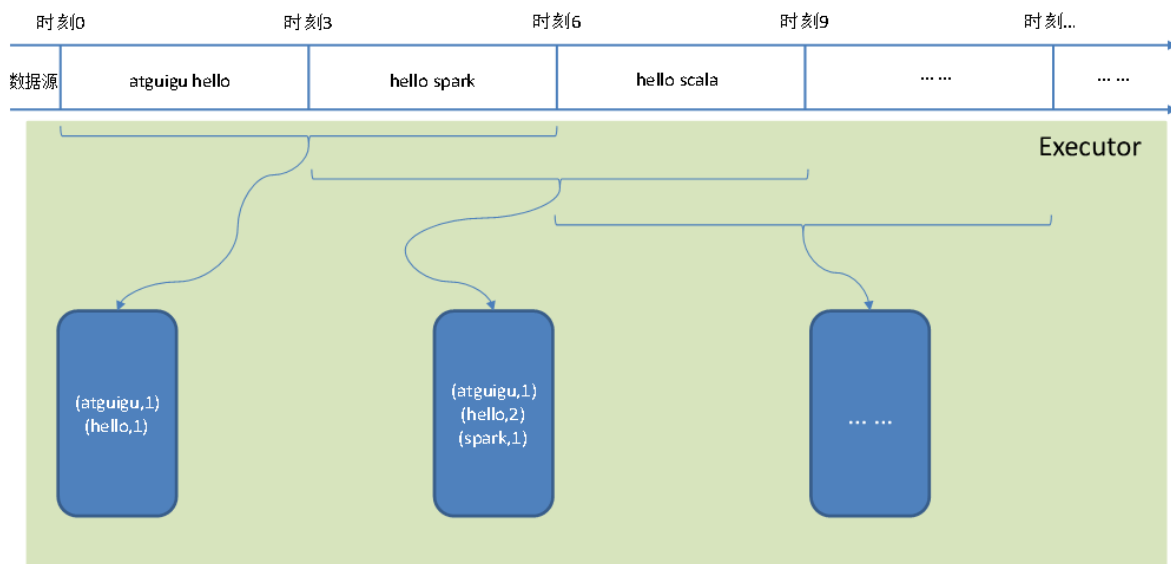 时刻0 时刻3 时刻6 时刻9 时刻...
数据源 atguigu hello hello spark hello scala ... ... ... ...
Executor
(atguigu,1)
(hello,1)
(atguigu,1)
(hello,2)
(spark,1)
... ...